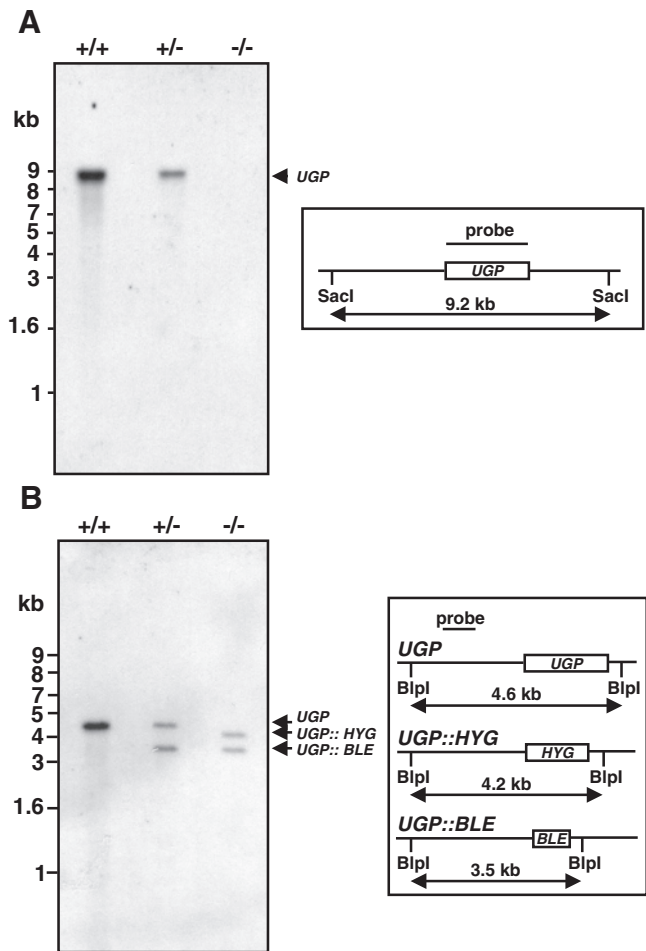 A
+/+ +/- -/-
kb
9
8
7
5
4
3
1.6
1
UGP
probe
UGP
SacI SacI
9.2 kb
B
+/+ +/- -/-
kb
9
8
7
5
4
3
1.6
1
UGP
UGP:: HYG
UGP:: BLE
probe
UGP
UGP
BlpI BlpI
4.6 kb
UGP::HYG
HYG
BlpI BlpI
4.2 kb
UGP::BLE
BLE
BlpI BlpI
3.5 kb